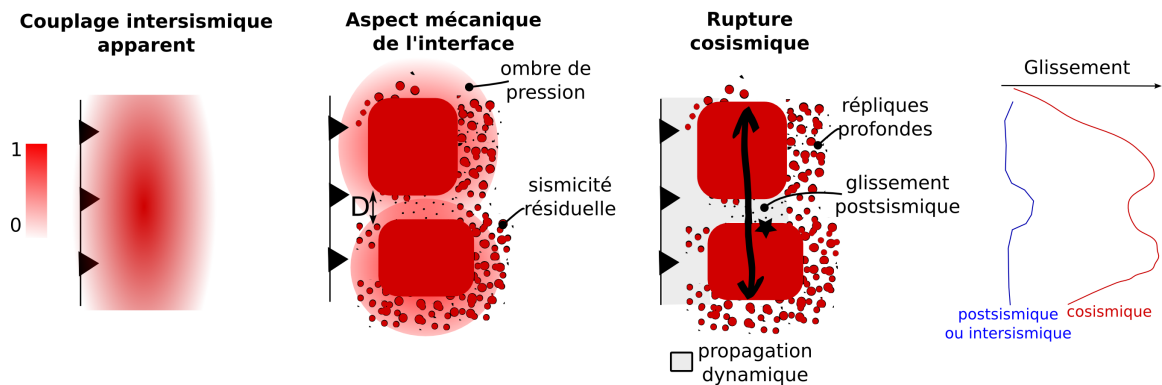 Couplage intersismique
apparent
1
0
Aspect mécanique
de l'interface
ombre de
pression
sismicité
résiduelle
D
Rupture
cosismique
répliques
profondes
glissement
postsismique
propagation
dynamique
Glissement
postsismique
ou intersismique
cosismique